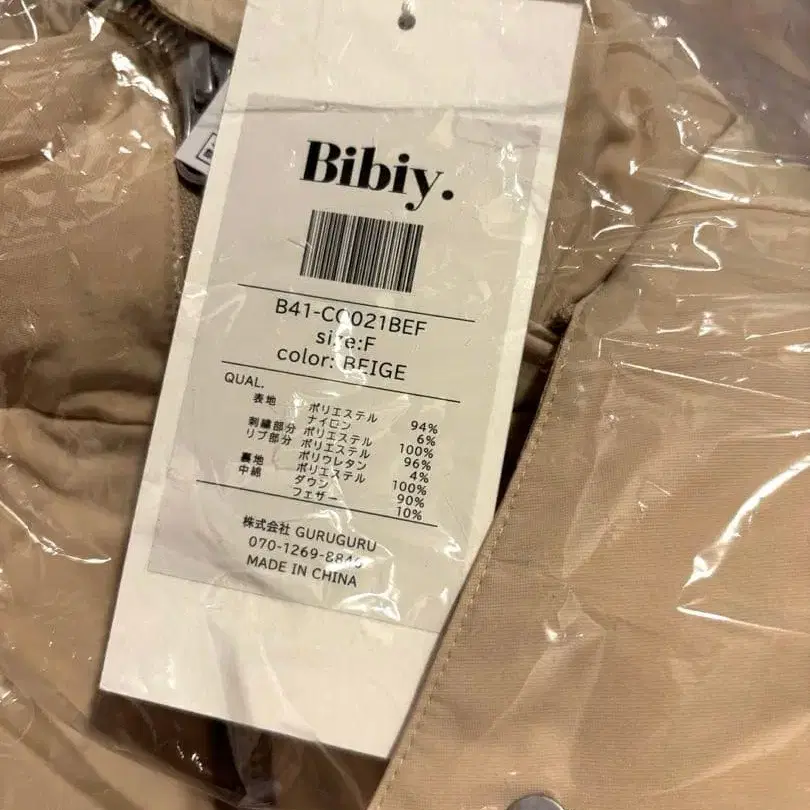 Bibiy.
B41-CO021BEF
size:F
color: BEIGE
QUAL.
表地 ポリエステル 94%
ナイロン 6%
刺繍部分 ポリエステル 100%
リブ部分 ポリエステル 96%
ポリウレタン 4%
裏地 ポリエステル 100%
中綿 ダウン 90%
フェザー 10%
株式会社 GURUGURU
070-1269-8840
MADE IN CHINA